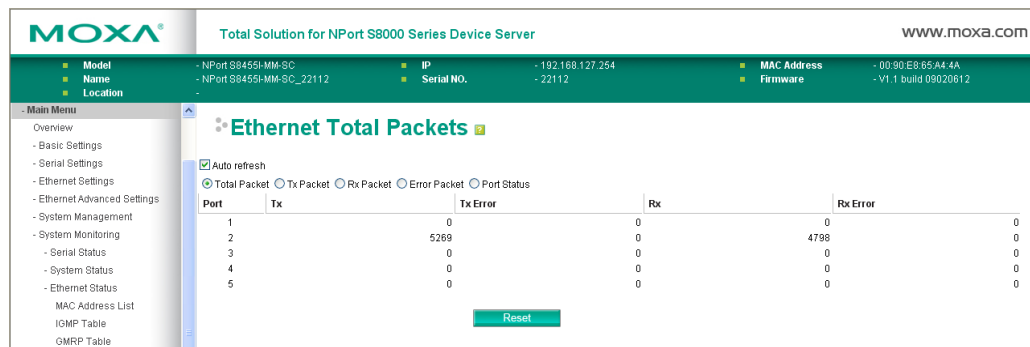 MOXA®
Total Solution for NPort S8000 Series Device Server
www.moxa.com
Model - NPort S8455I-MM-SC IP - 192.168.127.254 MAC Address - 00:90:E8:65:A4:4A
Name - NPort S8455I-MM-SC_22112 Serial NO. - 22112 Firmware - V1.1 build 09020612
Location -
- Main Menu
Overview
- Basic Settings
- Serial Settings
- Ethernet Settings
- Ethernet Advanced Settings
- System Management
- System Monitoring
- Serial Status
- System Status
- Ethernet Status
MAC Address List
IGMP Table
GMRP Table
Ethernet Total Packets ?
Auto refresh
Total Packet Tx Packet Rx Packet Error Packet Port Status
Port Tx Tx Error Rx Rx Error
1 0 0 0 0
2 5269 0 4798 0
3 0 0 0 0
4 0 0 0 0
5 0 0 0 0
Reset